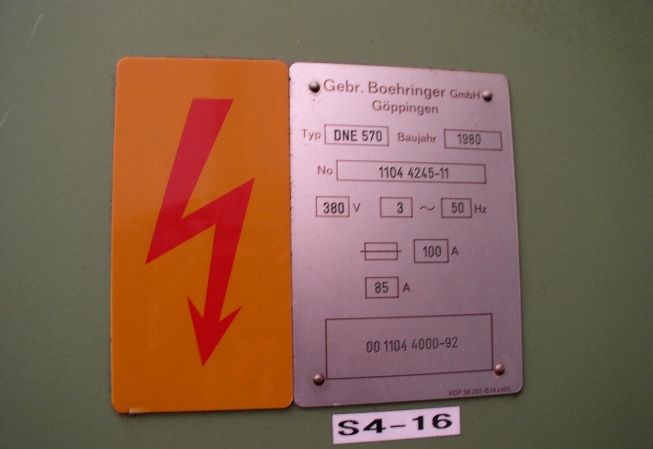 Gebr. Boehringer GmbH
Göppingen
Typ DNE 570 Baujahr 1980
No 1104 4245-11
380 V 3 ~ 50 Hz
100 A
85 A
00 1104 4000-92
S4-16